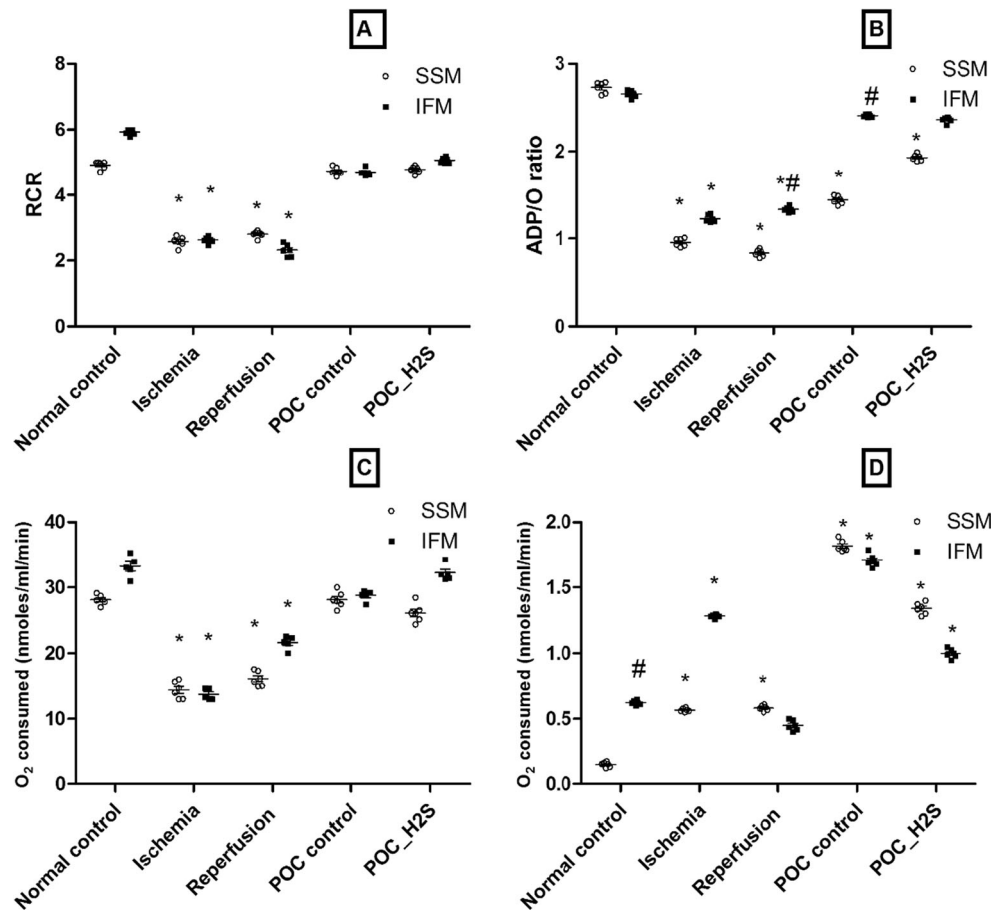 A
8
6
4
2
0
RCR
SSM
IFM
* * * *
Normal control
Ischemia
Reperfusion
POC control
POC_H2S
B
3
2
1
0
ADP/O ratio
SSM
IFM
#
*
* * * *# *
Normal control
Ischemia
Reperfusion
POC control
POC_H2S
C
40
30
20
10
0
O₂ consumed (nmoles/ml/min)
SSM
IFM
* * * *
Normal control
Ischemia
Reperfusion
POC control
POC_H2S
D
2.0
1.5
1.0
0.5
0.0
O₂ consumed (nmoles/ml/min)
SSM
IFM
* *
* *
*
# * *
Normal control
Ischemia
Reperfusion
POC control
POC_H2S